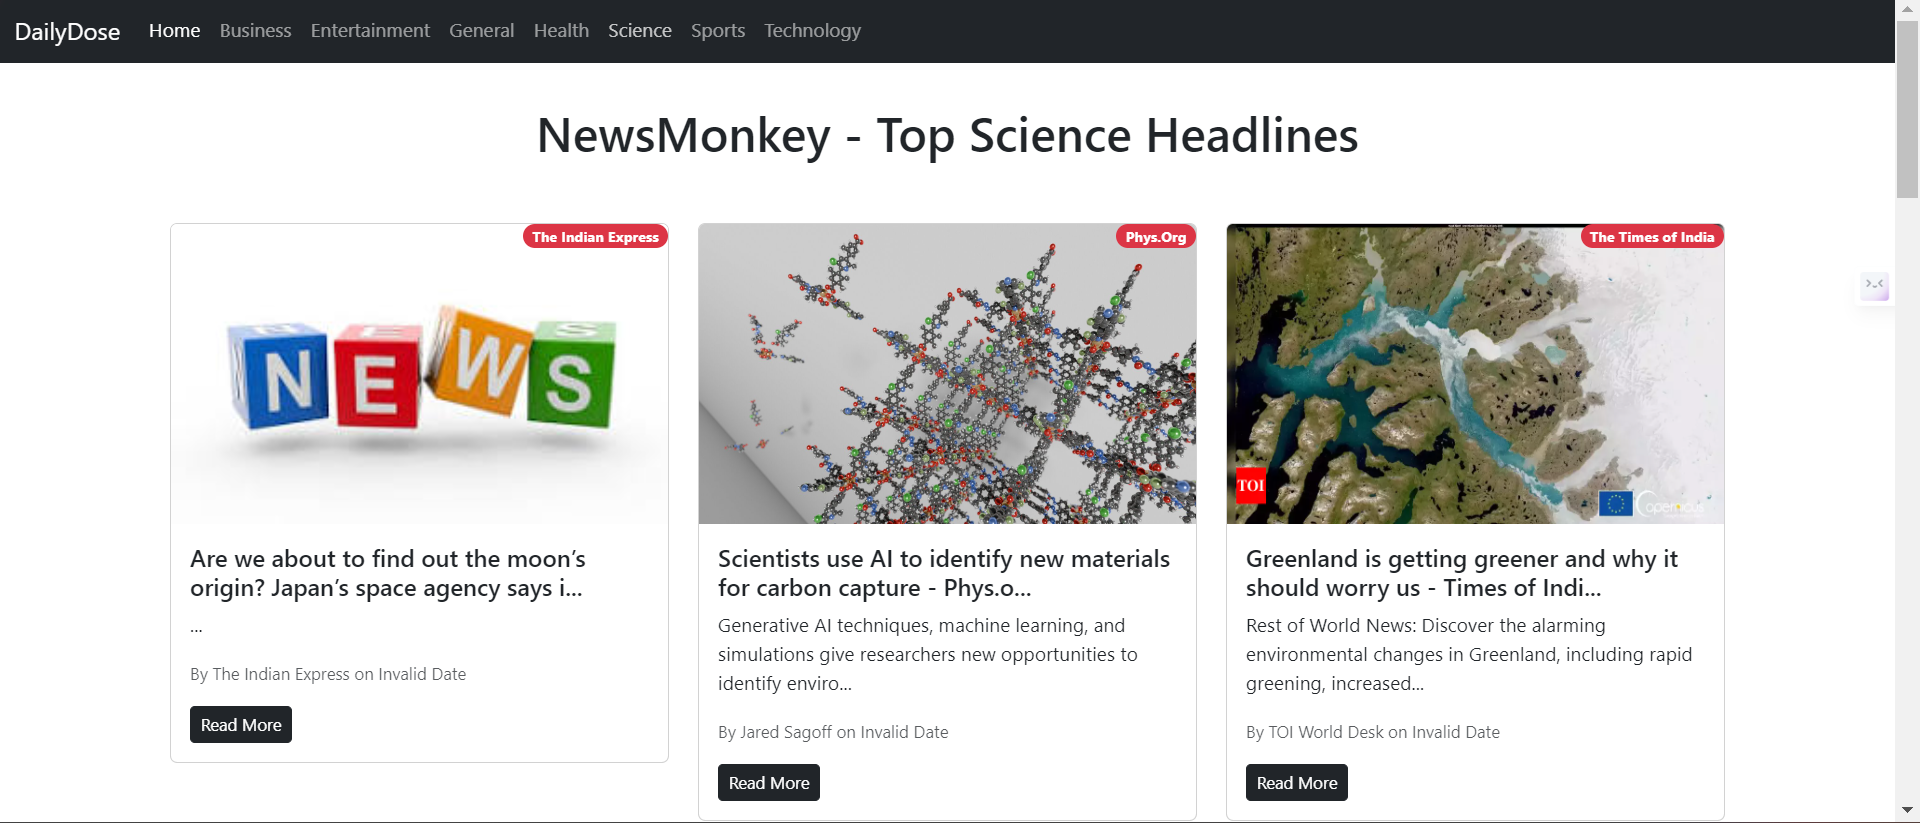 DailyDose Home Business Entertainment General Health Science Sports Technology
NewsMonkey - Top Science Headlines
The Indian Express
NEWS
Are we about to find out the moon’s
origin? Japan’s space agency says i...
...
By The Indian Express on Invalid Date
Read More
Phys.Org
Scientists use AI to identify new materials
for carbon capture - Phys.o...
Generative AI techniques, machine learning, and
simulations give researchers new opportunities to
identify enviro...
By Jared Sagoff on Invalid Date
Read More
The Times of India
TOI
opernicus
Greenland is getting greener and why it
should worry us - Times of Indi...
Rest of World News: Discover the alarming
environmental changes in Greenland, including rapid
greening, increased...
By TOI World Desk on Invalid Date
Read More